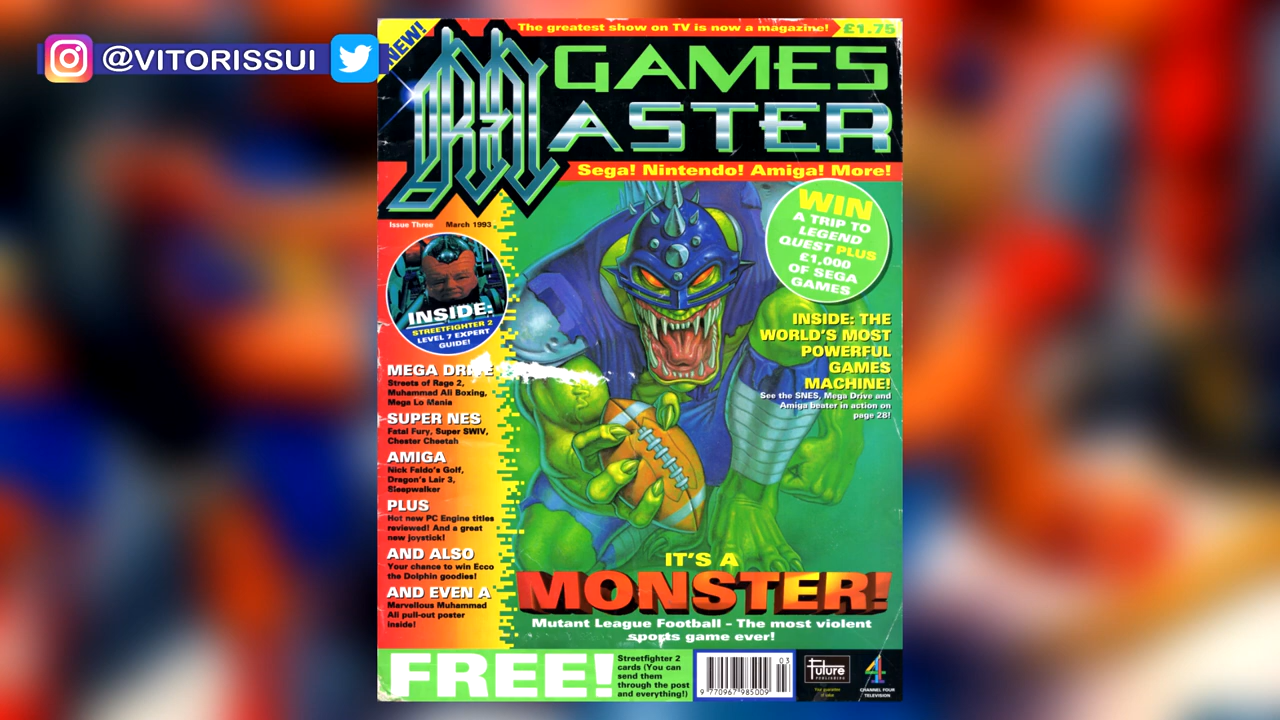 @VITORISSUI
NEW!
The greatest show on TV is now a magazine!
£1.75
GAMES
MASTER
Sega! Nintendo! Amiga! More!
Issue Three March 1993
INSIDE:
STREETFIGHTER 2
LEVEL 7 EXPERT
GUIDE!
WIN
A TRIP TO
LEGEND
QUEST PLUS
£1,000
OF SEGA
GAMES
INSIDE: THE
WORLD'S MOST
POWERFUL
GAMES
MACHINE!
See the SNES, Mega Drive and
Amiga beater in action on
page 28!
MEGA DRIVE
Streets of Rage 2,
Muhammad Ali Boxing,
Mega Lo Mania
SUPER NES
Fatal Fury, Super SWIV,
Chester Cheetah
AMIGA
Nick Faldo's Golf,
Dragon's Lair 3,
Sleepwalker
PLUS
Hot new PC Engine titles
reviewed! And a great
new joystick!
AND ALSO
Your chance to win Ecco
the Dolphin goodies!
AND EVEN A
Marvellous Muhammad
Ali pull-out poster
inside!
IT'S A
MONSTER!
Mutant League Football – The most violent
sports game ever!
FREE!
Streetfighter 2
cards (You can
send them
through the post
and everything!)
03
9 770967 985009
Future
PUBLISHING
4
CHANNEL FOUR
TELEVISION